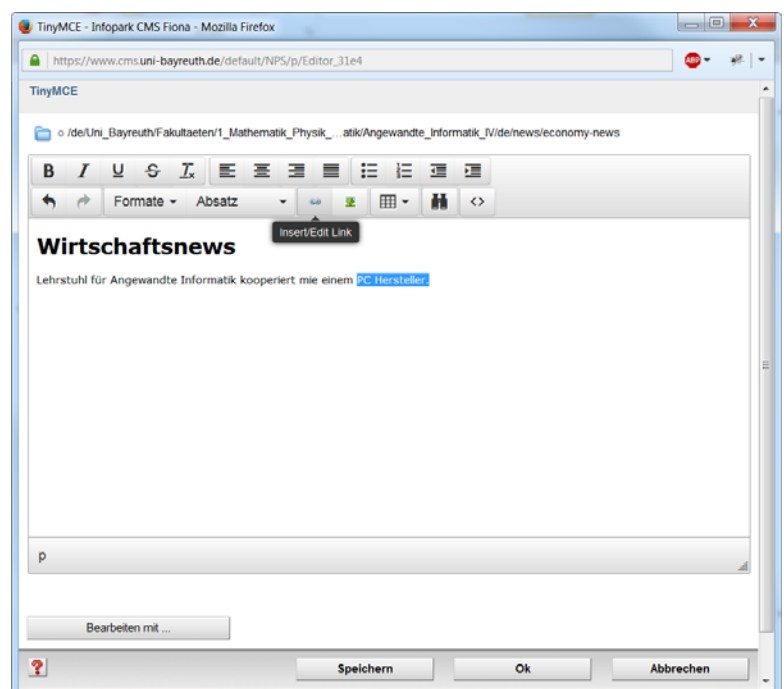 TinyMCE - Infopark CMS Fiona - Mozilla Firefox
https://www.cms.uni-bayreuth.de/default/NPS/p/Editor_31e4
ABP
TinyMCE
/de/Uni_Bayreuth/Fakultaeten/1_Mathematik_Physik_...atik/Angewandte_Informatik_IV/de/news/economy-news
B I U S Ix
Formate Absatz
Insert/Edit Link
Wirtschaftsnews
Lehrstuhl für Angewandte Informatik kooperiert mie einem PC Hersteller.
p
Bearbeiten mit ...
? Speichern Ok Abbrechen